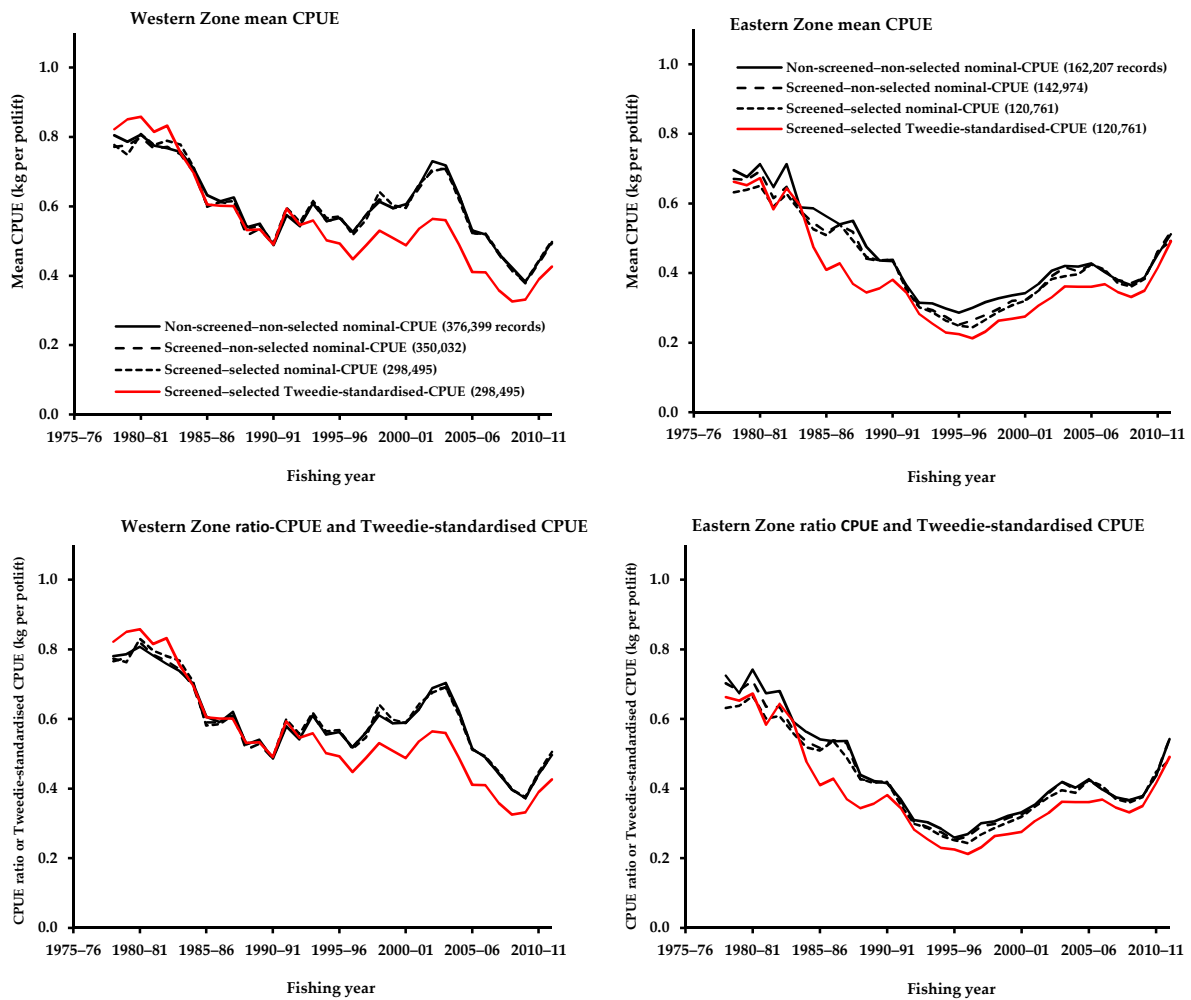 Western Zone mean CPUE
Mean CPUE (kg per potlift)
1.0
0.8
0.6
0.4
0.2
0.0
Non-screened–non-selected nominal-CPUE (376,399 records)
Screened–non-selected nominal-CPUE (350,032)
Screened–selected nominal-CPUE (298,495)
Screened–selected Tweedie-standardised-CPUE (298,495)
1975–76 1980–81 1985–86 1990–91 1995–96 2000–01 2005–06 2010–11
Fishing year
Eastern Zone mean CPUE
Mean CPUE (kg per potlift)
1.0
0.8
0.6
0.4
0.2
0.0
Non-screened–non-selected nominal-CPUE (162,207 records)
Screened–non-selected nominal-CPUE (142,974)
Screened–selected nominal-CPUE (120,761)
Screened–selected Tweedie-standardised-CPUE (120,761)
1975–76 1980–81 1985–86 1990–91 1995–96 2000–01 2005–06 2010–11
Fishing year
Western Zone ratio-CPUE and Tweedie-standardised CPUE
CPUE ratio or Tweedie-standardised CPUE (kg per potlift)
1.0
0.8
0.6
0.4
0.2
0.0
1975–76 1980–81 1985–86 1990–91 1995–96 2000–01 2005–06 2010–11
Fishing year
Eastern Zone ratio CPUE and Tweedie-standardised CPUE
CPUE ratio or Tweedie-standardised CPUE (kg per potlift)
1.0
0.8
0.6
0.4
0.2
0.0
1975–76 1980–81 1985–86 1990–91 1995–96 2000–01 2005–06 2010–11
Fishing year